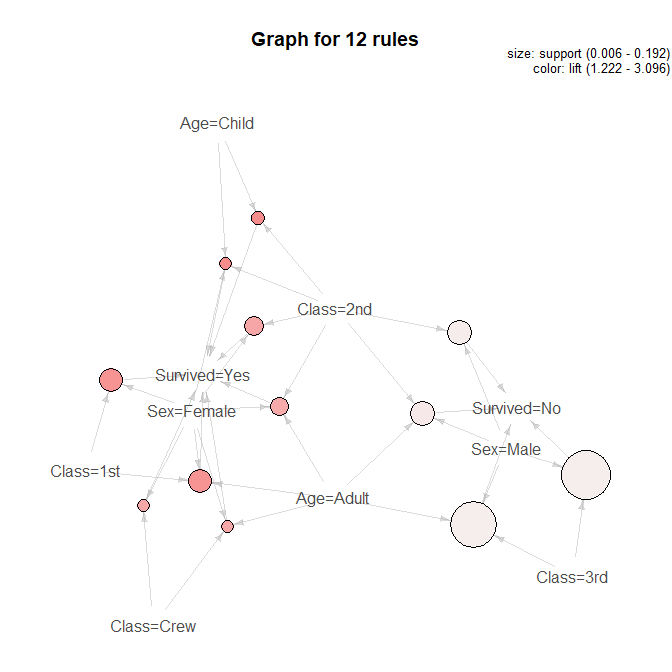 Graph for 12 rules
size: support (0.006 - 0.192)
color: lift (1.222 - 3.096)
Age=Child
Class=2nd
Survived=Yes
Sex=Female
Survived=No
Sex=Male
Class=1st
Age=Adult
Class=3rd
Class=Crew